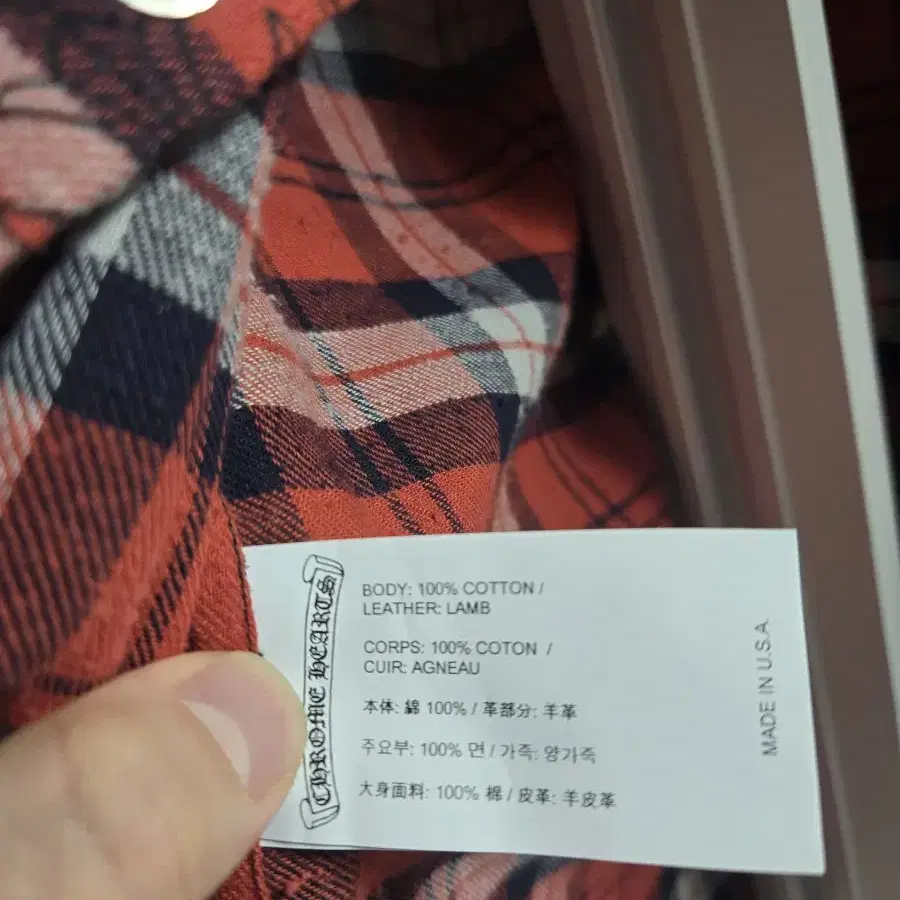 CHROME HEARTS
BODY: 100% COTTON /
LEATHER: LAMB
CORPS: 100% COTON /
CUIR: AGNEAU
本体: 綿 100% / 革部分: 羊革
주요부: 100% 면 / 가죽: 양가죽
大身面料: 100% 棉 / 皮革: 羊皮革
MADE IN U.S.A.